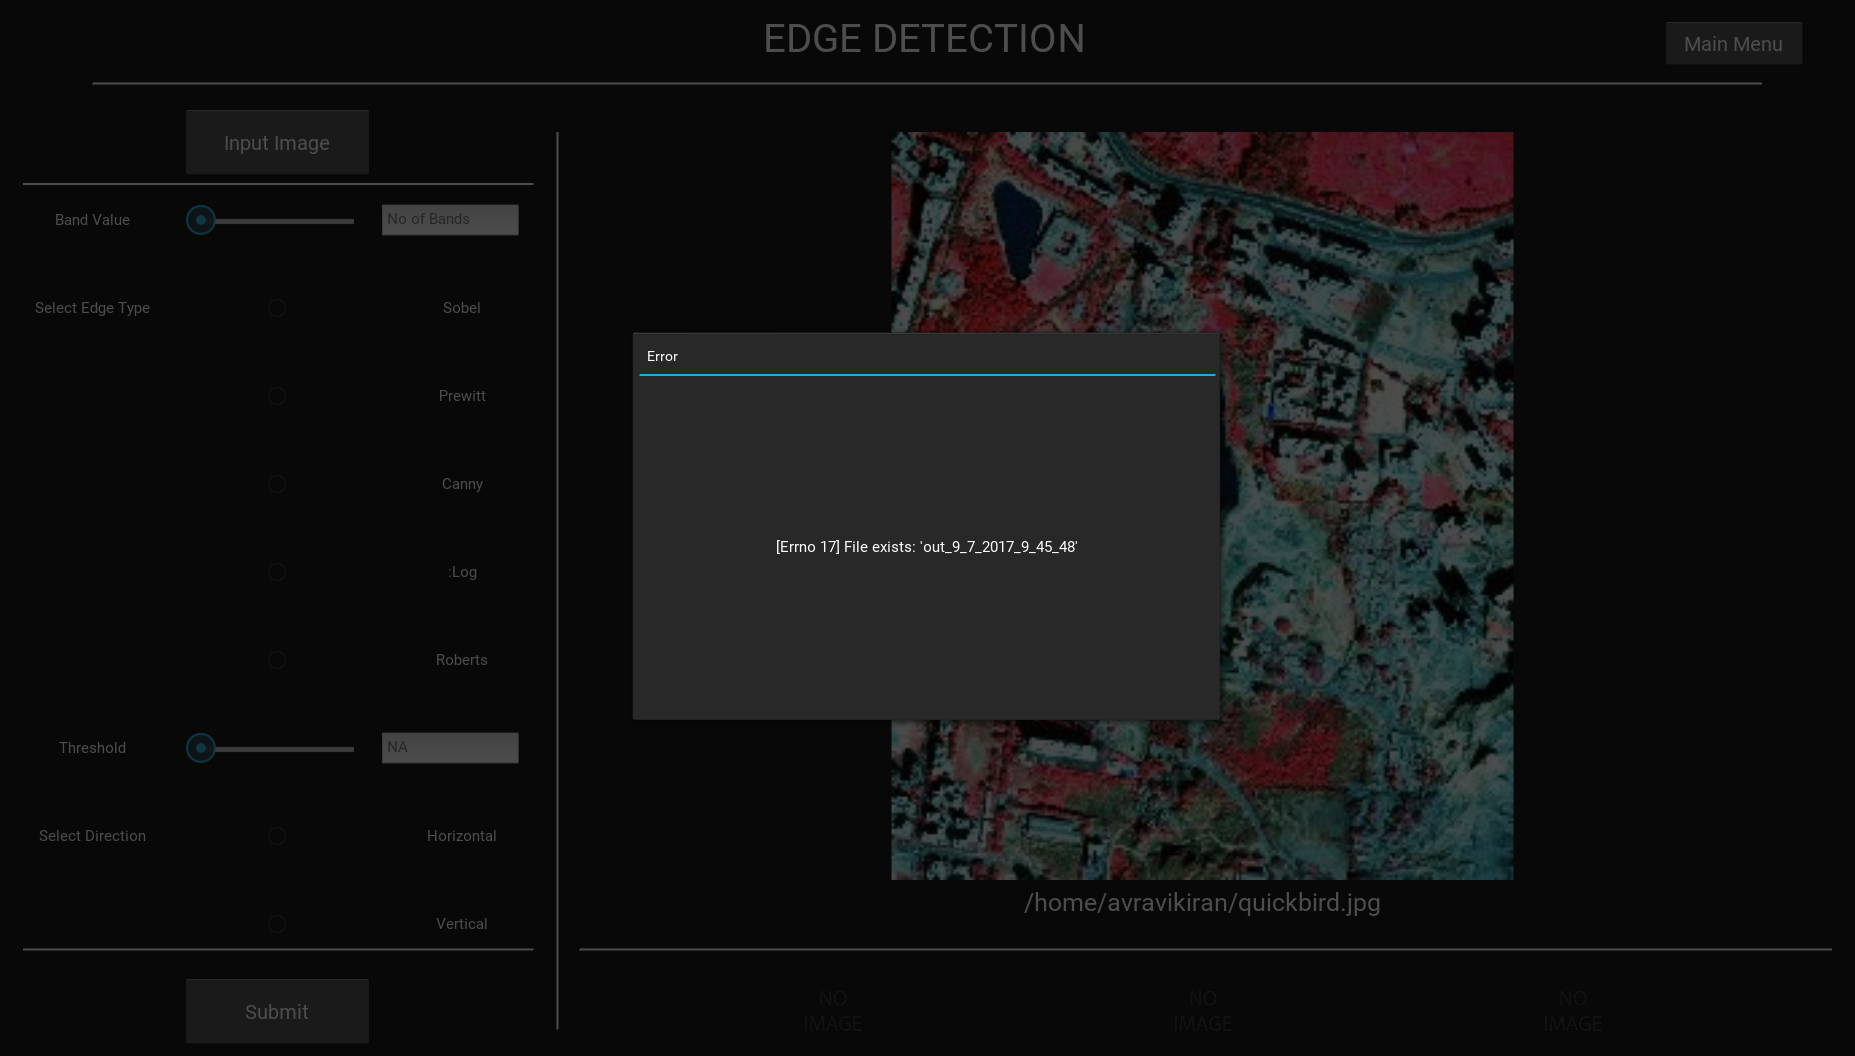 EDGE DETECTION
Main Menu
Input Image
Band Value
No of Bands
Select Edge Type
Sobel
Prewitt
Canny
:Log
Roberts
Threshold
NA
Select Direction
Horizontal
Vertical
Submit
Error
[Errno 17] File exists: 'out_9_7_2017_9_45_48'
/home/avravikiran/quickbird.jpg
NO
IMAGE
NO
IMAGE
NO
IMAGE